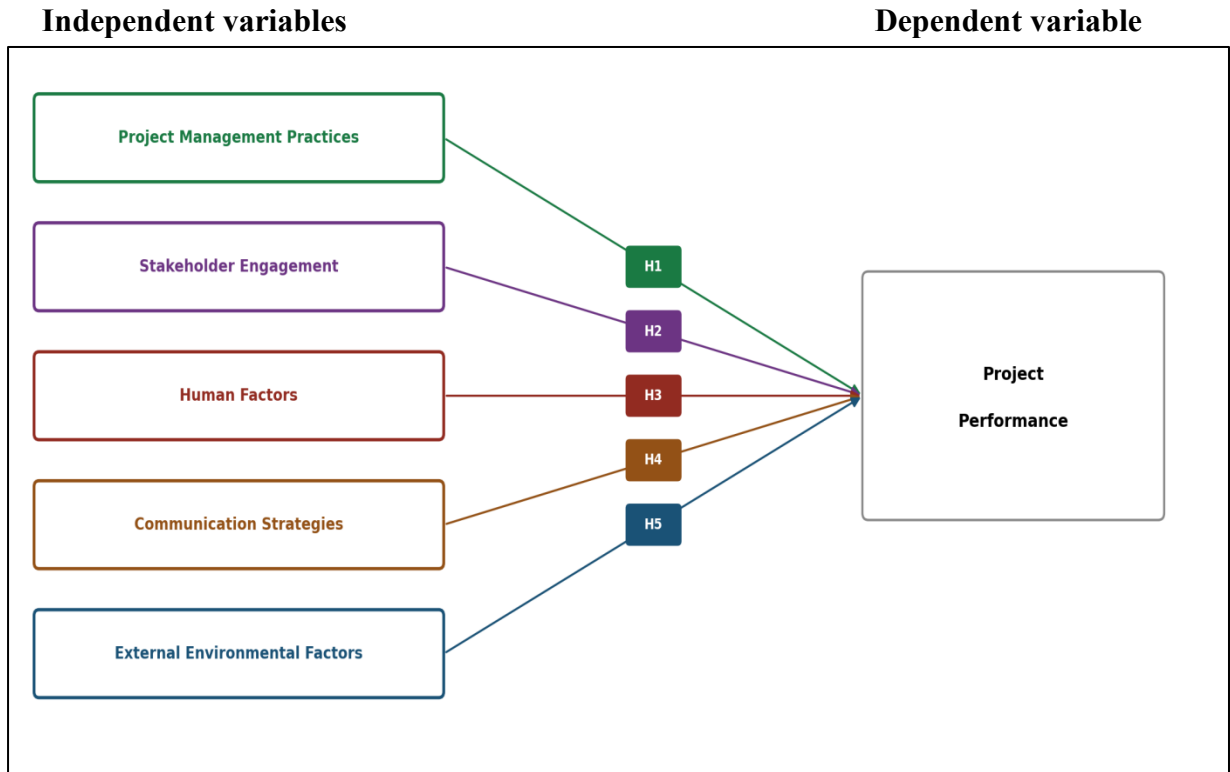 Independent variables
Dependent variable
Project Management Practices
Stakeholder Engagement
Human Factors
Communication Strategies
External Environmental Factors
H1
H2
H3
H4
H5
Project
Performance